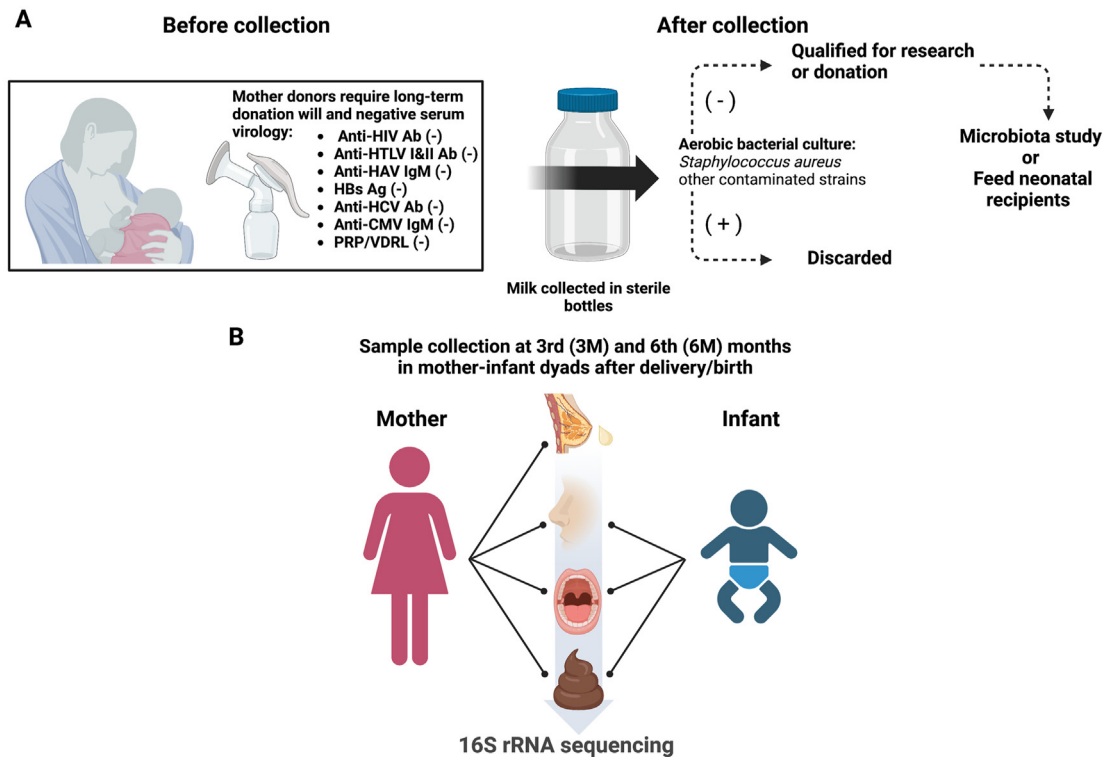 A
Before collection
Mother donors require long-term
donation will and negative serum
virology:
• Anti-HIV Ab (-)
• Anti-HTLV I&II Ab (-)
• Anti-HAV IgM (-)
• HBs Ag (-)
• Anti-HCV Ab (-)
• Anti-CMV IgM (-)
• PRP/VDRL (-)
After collection
Milk collected in sterile
bottles
Qualified for research
or donation
(-)
Aerobic bacterial culture:
Staphylococcus aureus
other contaminated strains
(+)
Discarded
Microbiota study
or
Feed neonatal
recipients
B
Sample collection at 3rd (3M) and 6th (6M) months
in mother-infant dyads after delivery/birth
Mother
Infant
16S rRNA sequencing